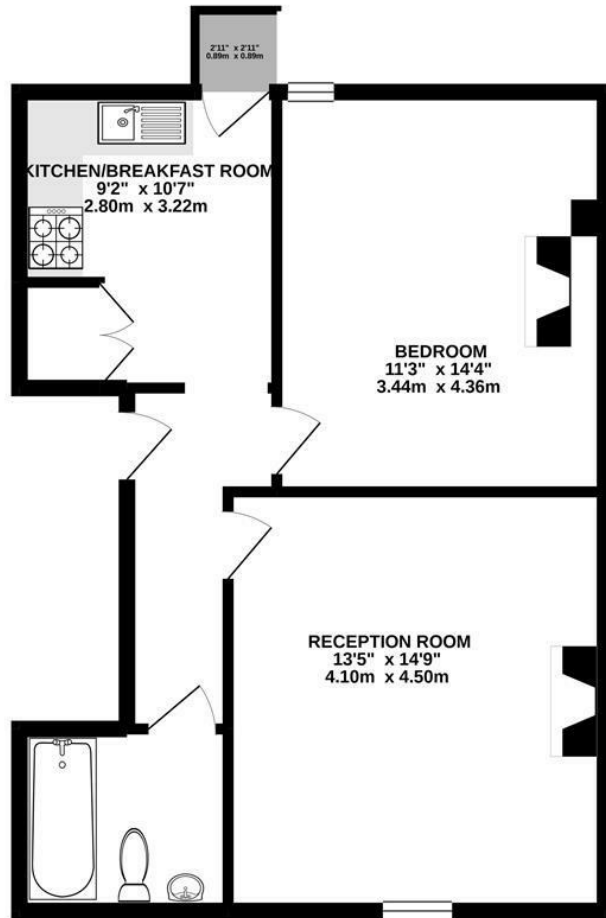 2'11" x 2'11"
0.89m x 0.89m
KITCHEN/BREAKFAST ROOM
9'2" x 10'7"
2.80m x 3.22m
BEDROOM
11'3" x 14'4"
3.44m x 4.36m
RECEPTION ROOM
13'5" x 14'9"
4.10m x 4.50m